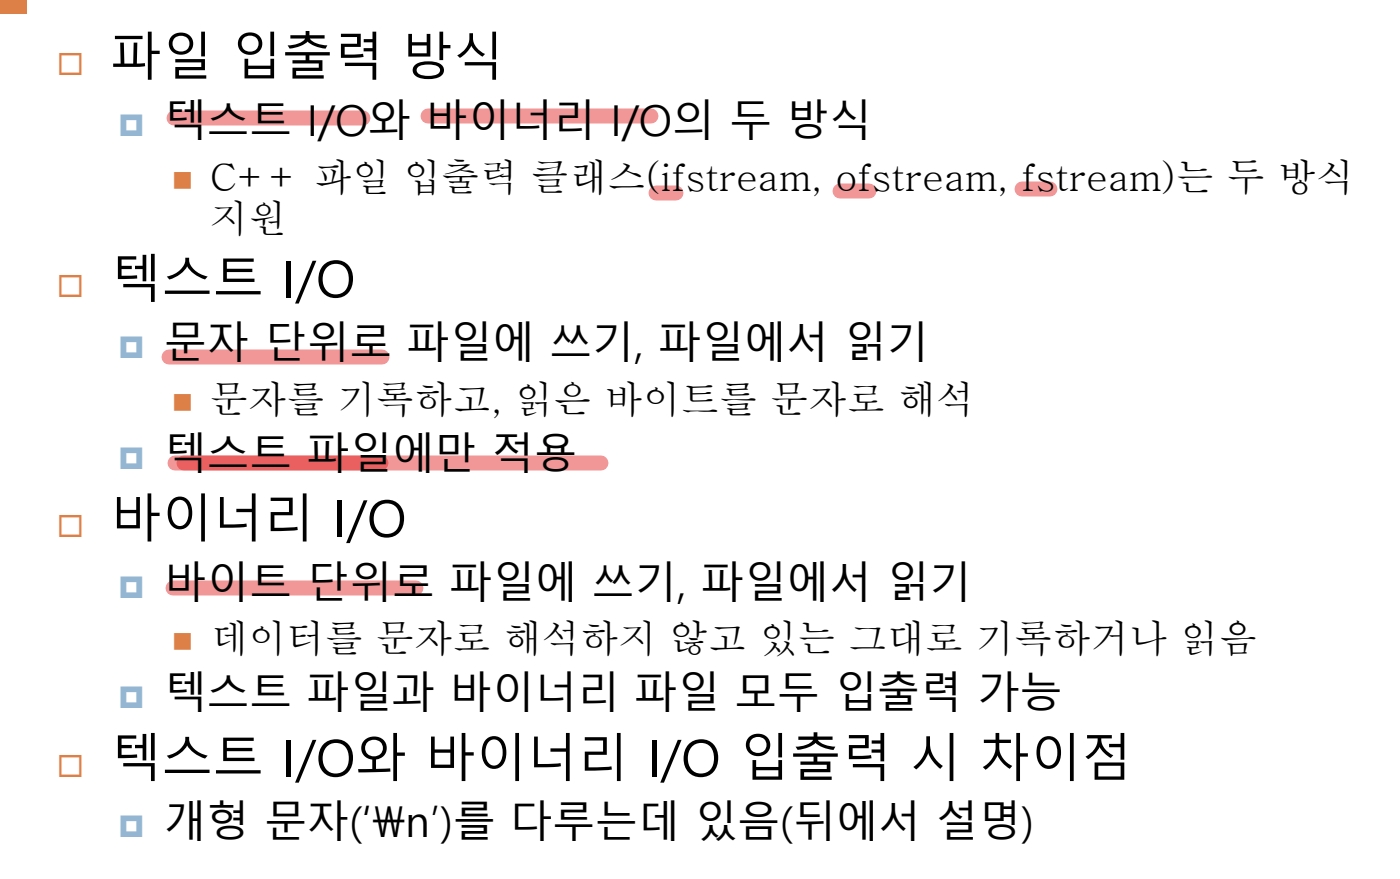 파일 입출력 방식
텍스트 I/O와 바이너리 I/O의 두 방식
C++ 파일 입출력 클래스(ifstream, ofstream, fstream)는 두 방식
지원
텍스트 I/O
문자 단위로 파일에 쓰기, 파일에서 읽기
문자를 기록하고, 읽은 바이트를 문자로 해석
텍스트 파일에만 적용
바이너리 I/O
바이트 단위로 파일에 쓰기, 파일에서 읽기
데이터를 문자로 해석하지 않고 있는 그대로 기록하거나 읽음
텍스트 파일과 바이너리 파일 모두 입출력 가능
텍스트 I/O와 바이너리 I/O 입출력 시 차이점
개형 문자(‘₩n’)를 다루는데 있음(뒤에서 설명)